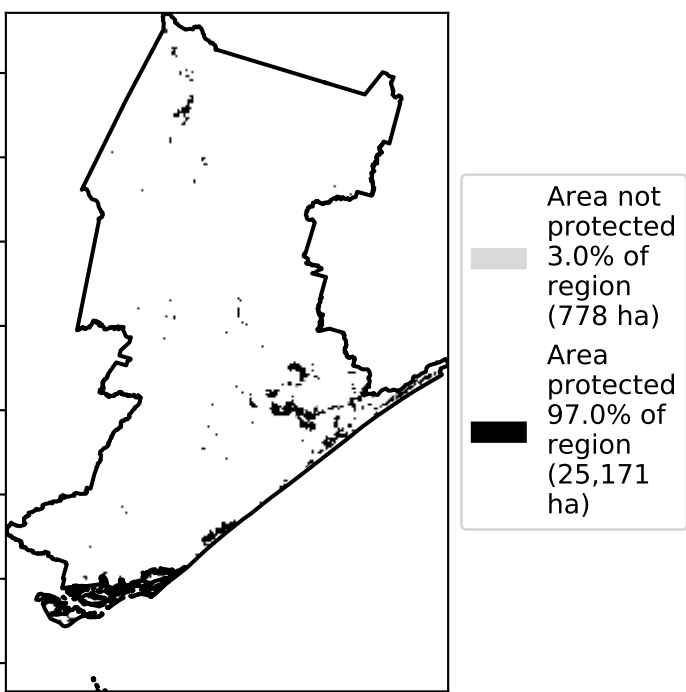 Area not
protected
3.0% of
region
(778 ha)
Area
protected
97.0% of
region
(25,171
ha)